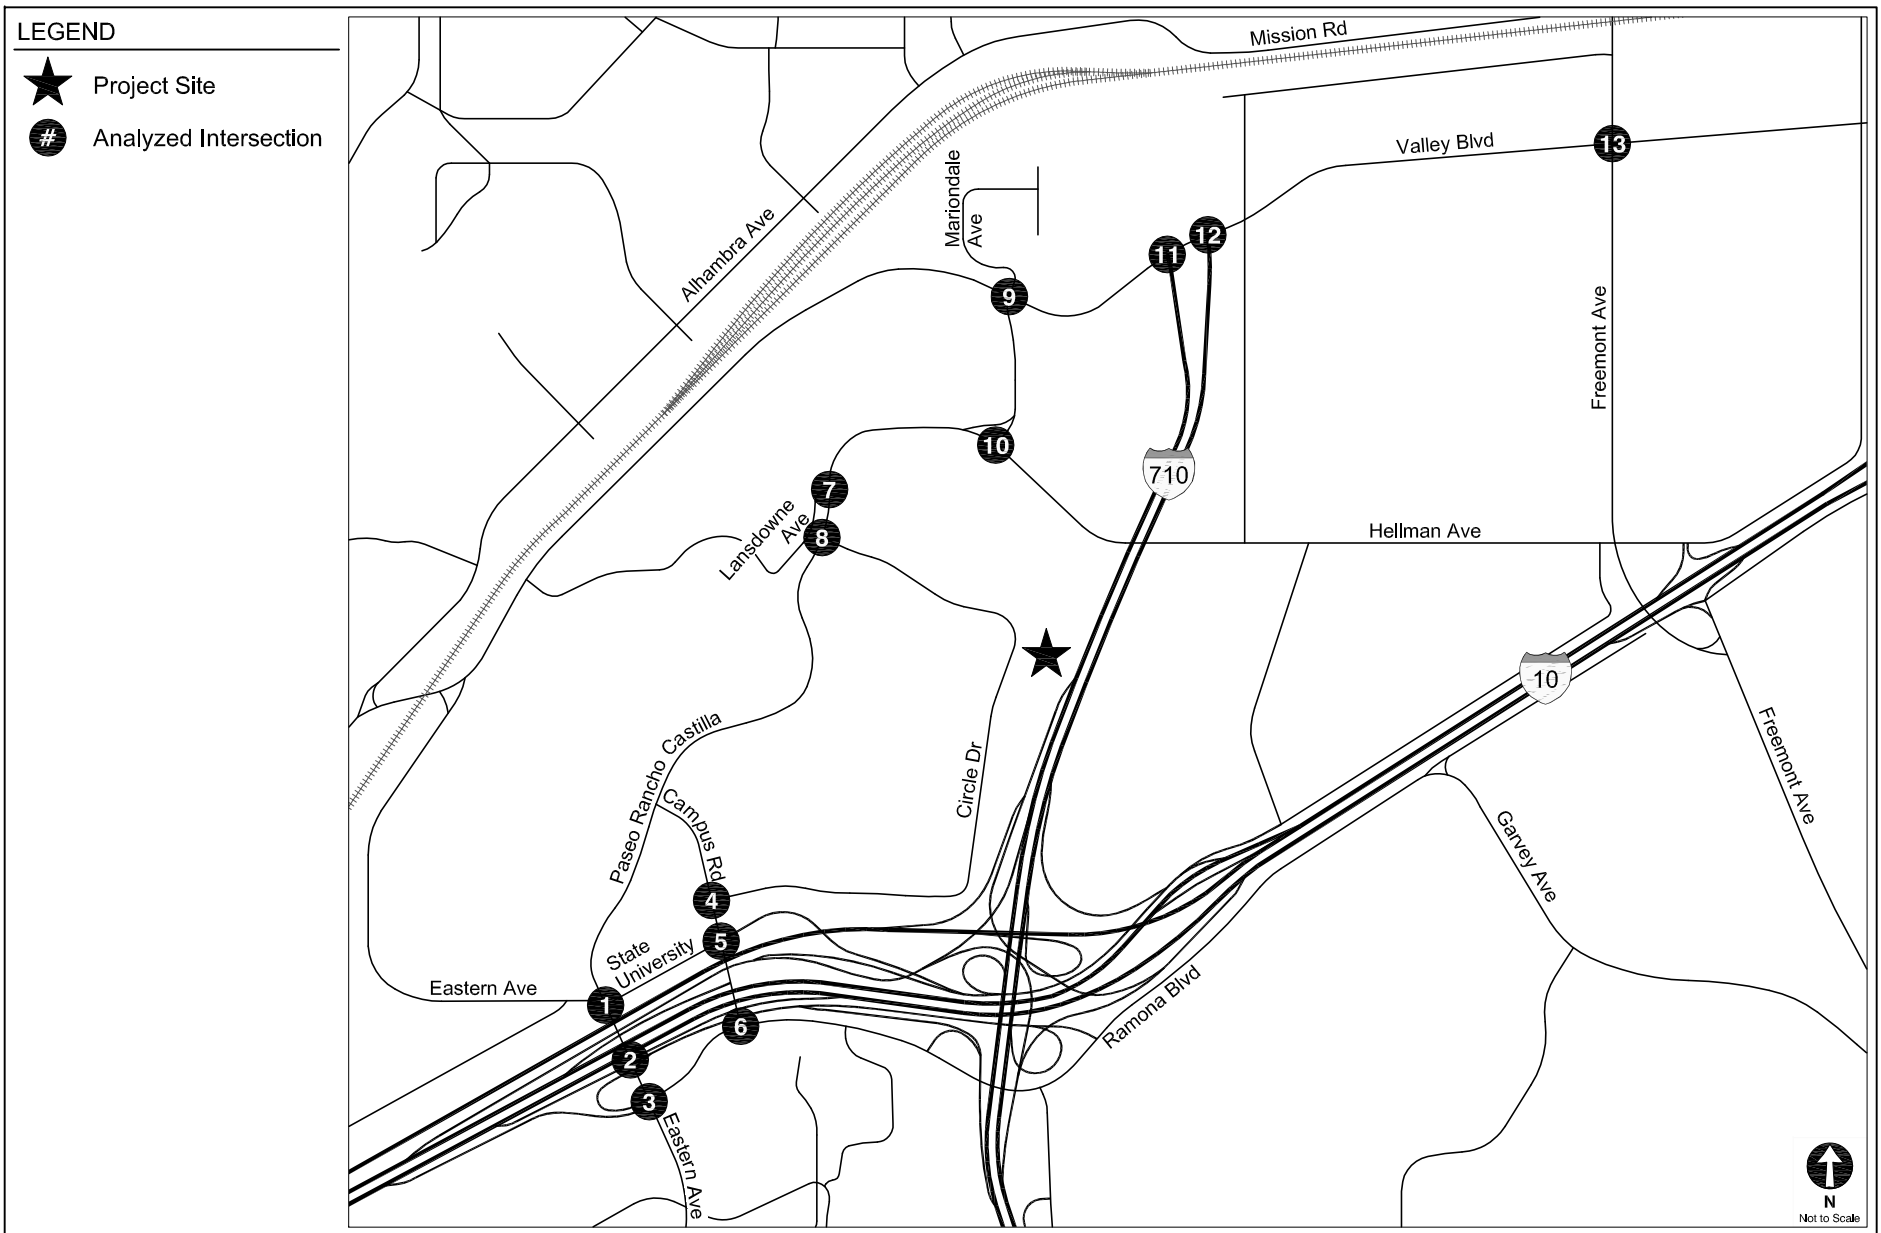 LEGEND
Project Site
#
Analyzed Intersection
Mission Rd
Valley Blvd
13
Mariondale
Ave
Alhambra Ave
12
11
9
Freemont Ave
10
710
7
Lansdowne
Ave
8
Hellman Ave
10
Paseo Rancho Castilla
Campus Rd
Circle Dr
Freemont Ave
Garvey Ave
4
5
State
University
Eastern Ave
1
6
Ramona Blvd
2
3
Eastern Ave
N
Not to Scale